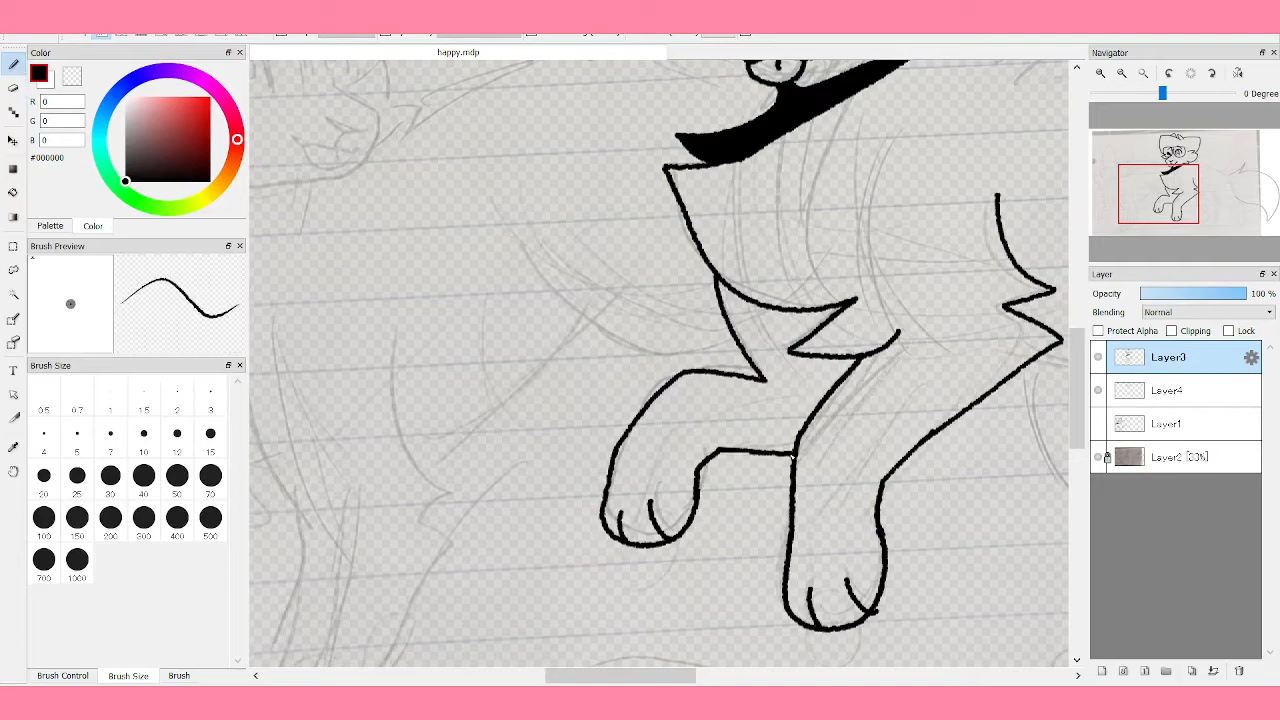 Color
happy.mdp
Navigator
R 0
G 0
B 0
#000000
0 Degree
Palette
Color
Brush Preview
Layer
Opacity 100 %
Blending Normal
Protect Alpha Clipping Lock
Layer3
Layer4
Layer1
Layer2 [33%]
Brush Size
0.5 0.7 1 1.5 2 3
4 5 7 10 12 15
20 25 30 40 50 70
100 150 200 300 400 500
700 1000
Brush Control Brush Size Brush